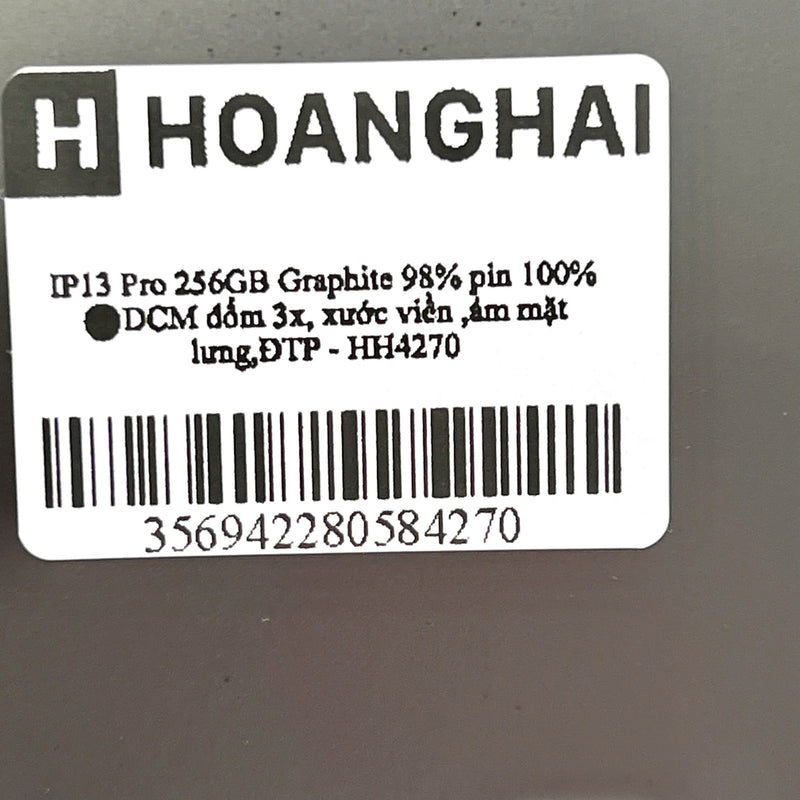 H HOANGHAI
IP13 Pro 256GB Graphite 98% pin 100%
●DCM đốm 3x, xước viền ,ám mặt
lưng,ĐTP - HH4270
356942280584270